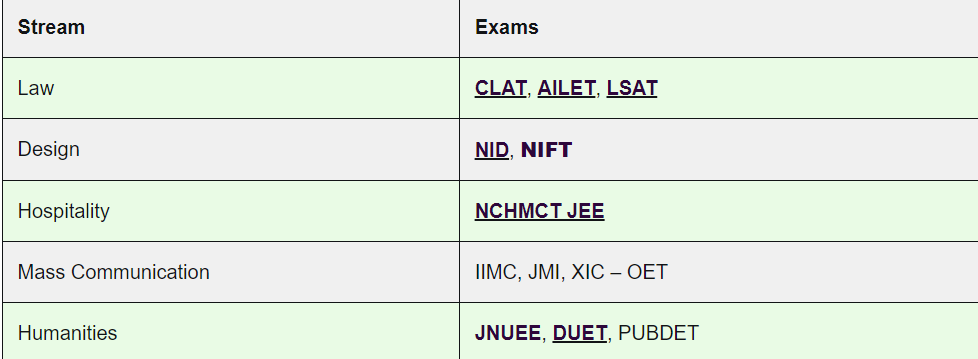 Stream Exams
Law CLAT, AILET, LSAT
Design NID, NIFT
Hospitality NCHMCT JEE
Mass Communication IIMC, JMI, XIC – OET
Humanities JNUEE, DUET, PUBDET